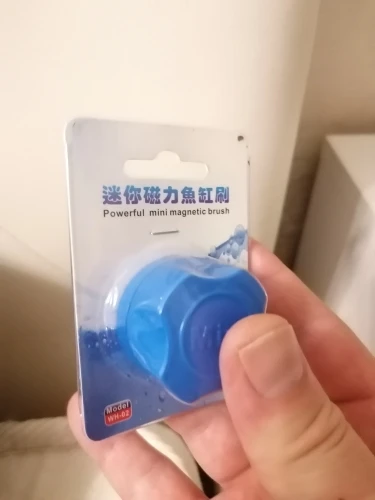 迷你磁力魚缸刷
Powerful mini magnetic brush
Model
WH-02